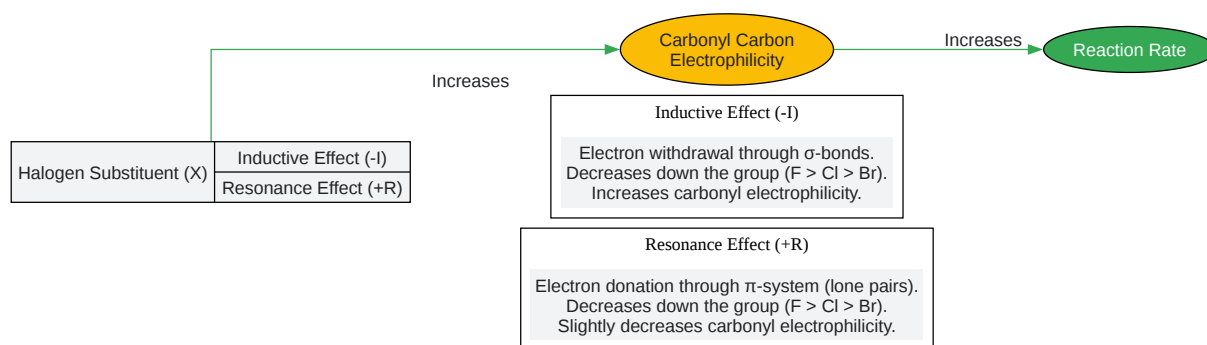 Carbonyl Carbon
Electrophilicity
Increases
Reaction Rate
Increases
Halogen Substituent (X)
Inductive Effect (-I)
Resonance Effect (+R)
Inductive Effect (-I)
Electron withdrawal through σ-bonds.
Decreases down the group (F > Cl > Br).
Increases carbonyl electrophilicity.
Resonance Effect (+R)
Electron donation through π-system (lone pairs).
Decreases down the group (F > Cl > Br).
Slightly decreases carbonyl electrophilicity.